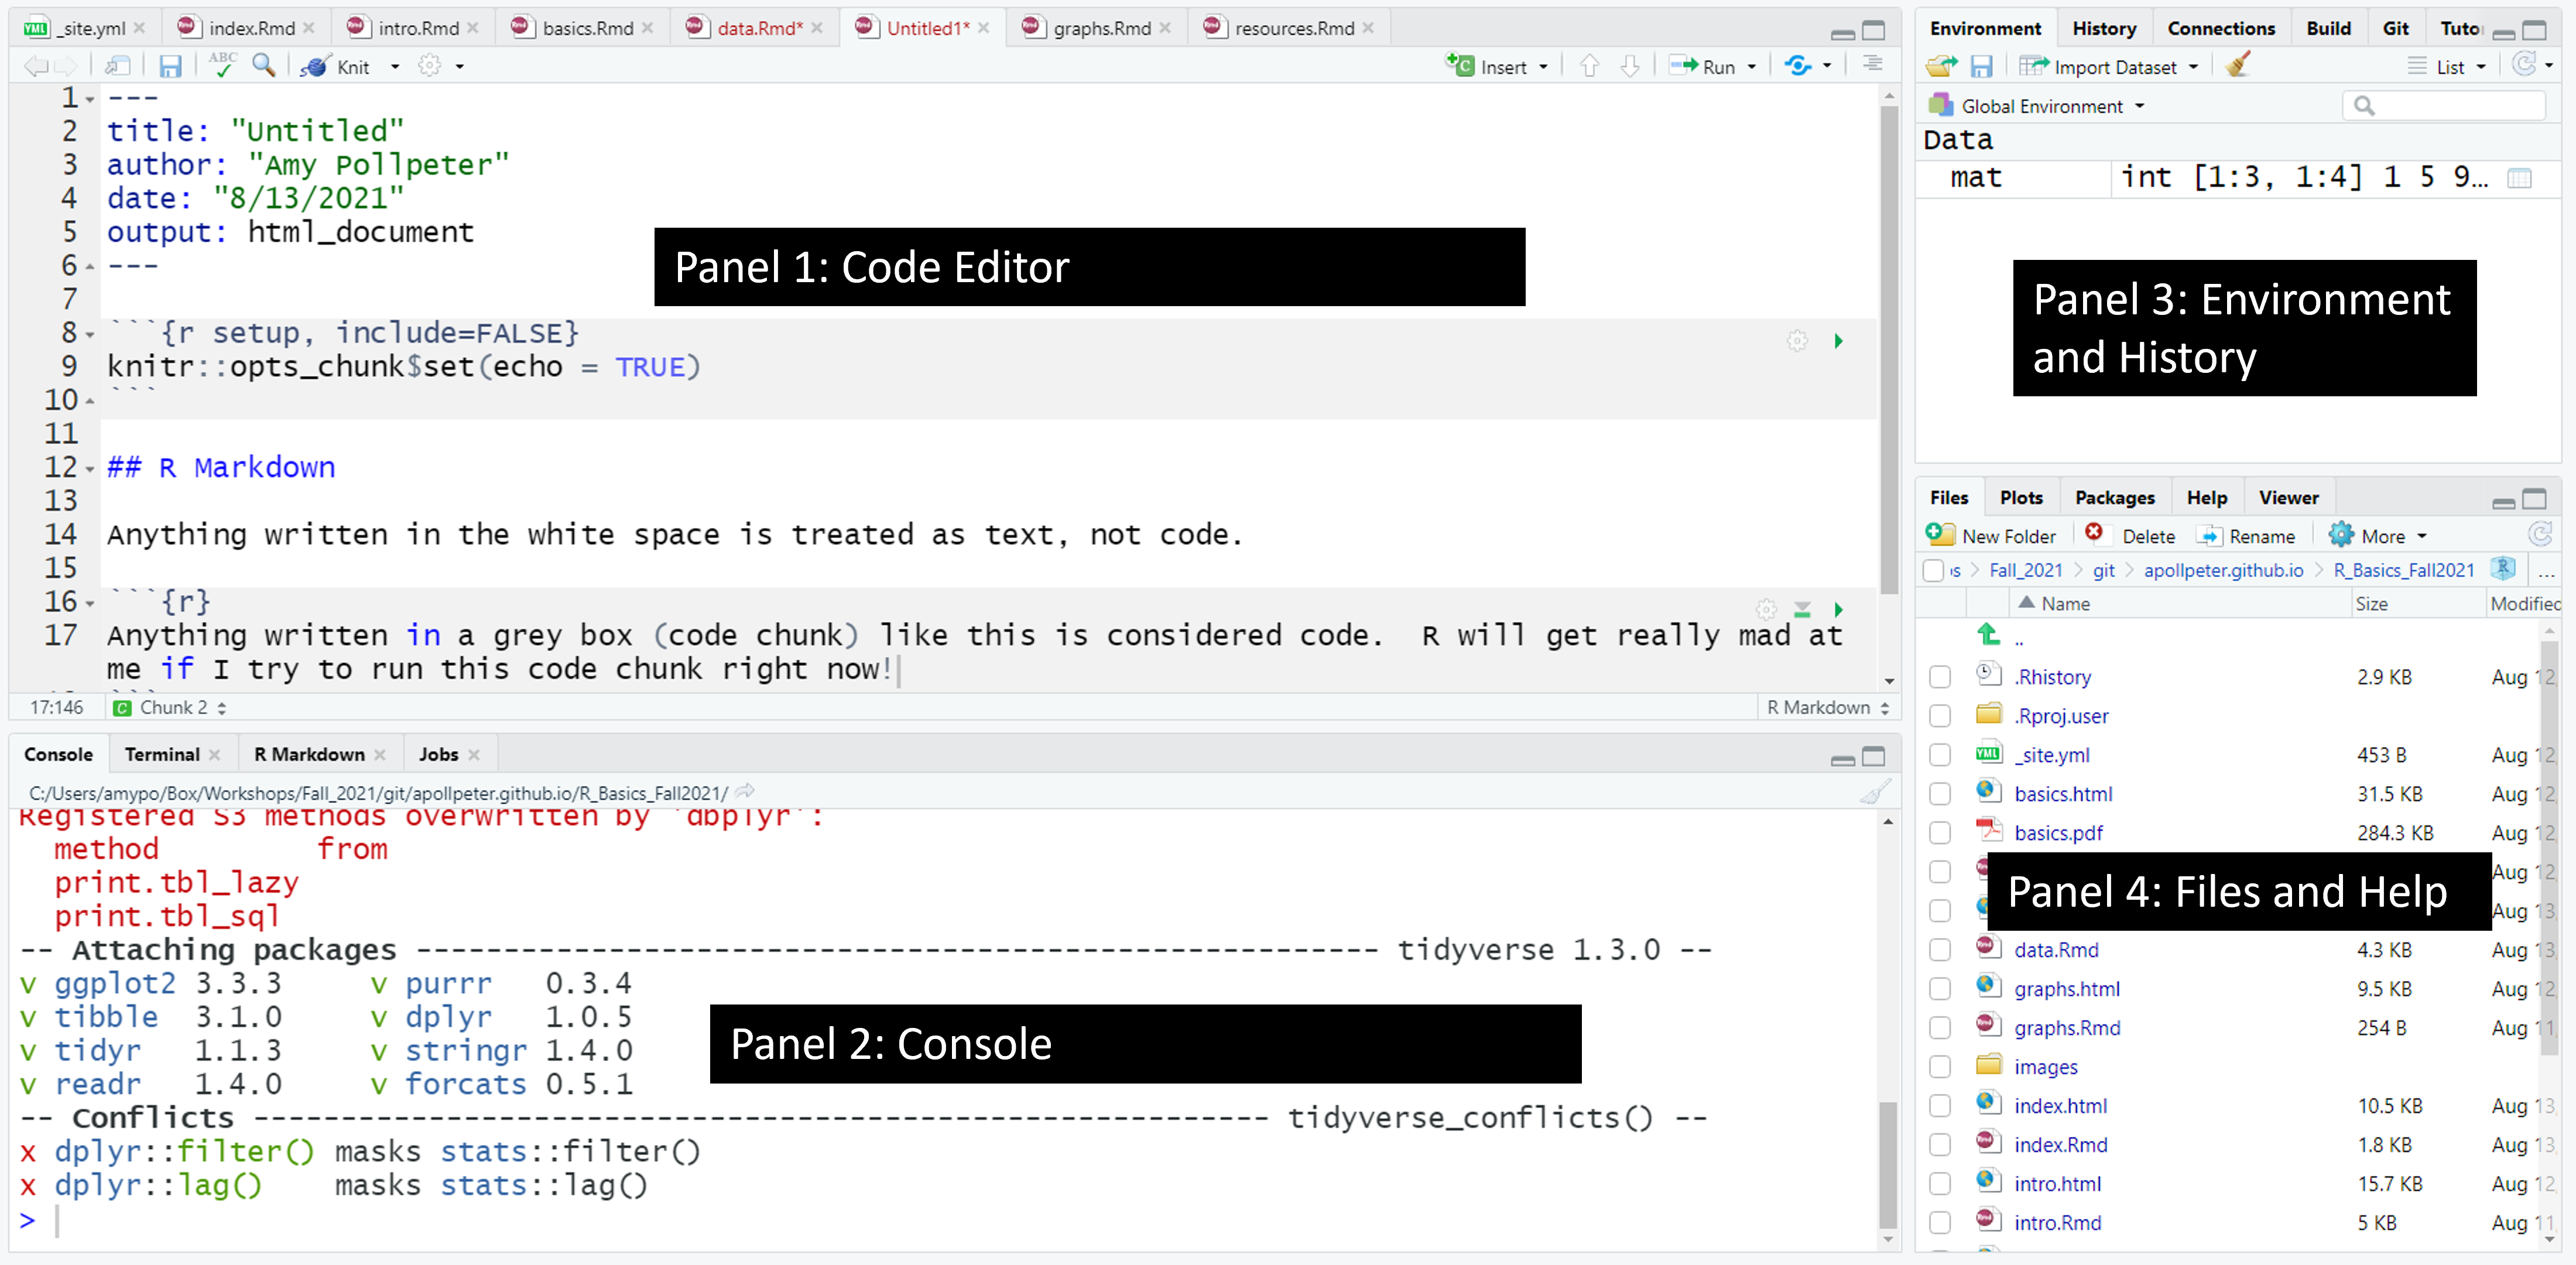 _site.yml index.Rmd intro.Rmd basics.Rmd data.Rmd* Untitled1* graphs.Rmd resources.Rmd
ABC Knit Insert Run
1 ---
2 title: "Untitled"
3 author: "Amy Pollpeter"
4 date: "8/13/2021"
5 output: html_document
6 ---
7
8 ```{r setup, include=FALSE}
9 knitr::opts_chunk$set(echo = TRUE)
10 ```
11
12 ## R Markdown
13
14 Anything written in the white space is treated as text, not code.
15
16 ```{r}
17 Anything written in a grey box (code chunk) like this is considered code.  R will get really mad at
me if I try to run this code chunk right now!
Panel 1: Code Editor
17:146 C Chunk 2 R Markdown
Console Terminal R Markdown Jobs
C:/Users/amypo/Box/Workshops/Fall_2021/git/apollpeter.github.io/R_Basics_Fall2021/
Registered S3 methods overwritten by 'dbplyr':
method from
print.tbl_lazy
print.tbl_sql
-- Attaching packages ------------------------------------------------------- tidyverse 1.3.0 --
v ggplot2 3.3.3 v purrr 0.3.4
v tibble 3.1.0 v dplyr 1.0.5
v tidyr 1.1.3 v stringr 1.4.0
v readr 1.4.0 v forcats 0.5.1
-- Conflicts ---------------------------------------------------------- tidyverse_conflicts() --
x dplyr::filter() masks stats::filter()
x dplyr::lag() masks stats::lag()
>
Panel 2: Console
Environment History Connections Build Git Tuto
Import Dataset List
Global Environment
Data
mat int [1:3, 1:4] 1 5 9...
Panel 3: Environment
and History
Files Plots Packages Help Viewer
New Folder Delete Rename More
s > Fall_2021 > git > apollpeter.github.io > R_Basics_Fall2021 R ...
Name Size Modified
..
.Rhistory 2.9 KB Aug 12,
.Rproj.user
YML _site.yml 453 B Aug 12,
basics.html 31.5 KB Aug 12,
basics.pdf 284.3 KB Aug 12,
Aug 12,
Panel 4: Files and Help
Aug 13,
data.Rmd 4.3 KB Aug 13,
graphs.html 9.5 KB Aug 12,
graphs.Rmd 254 B Aug 11,
images
index.html 10.5 KB Aug 13,
index.Rmd 1.8 KB Aug 13,
intro.html 15.7 KB Aug 12,
intro.Rmd 5 KB Aug 11,